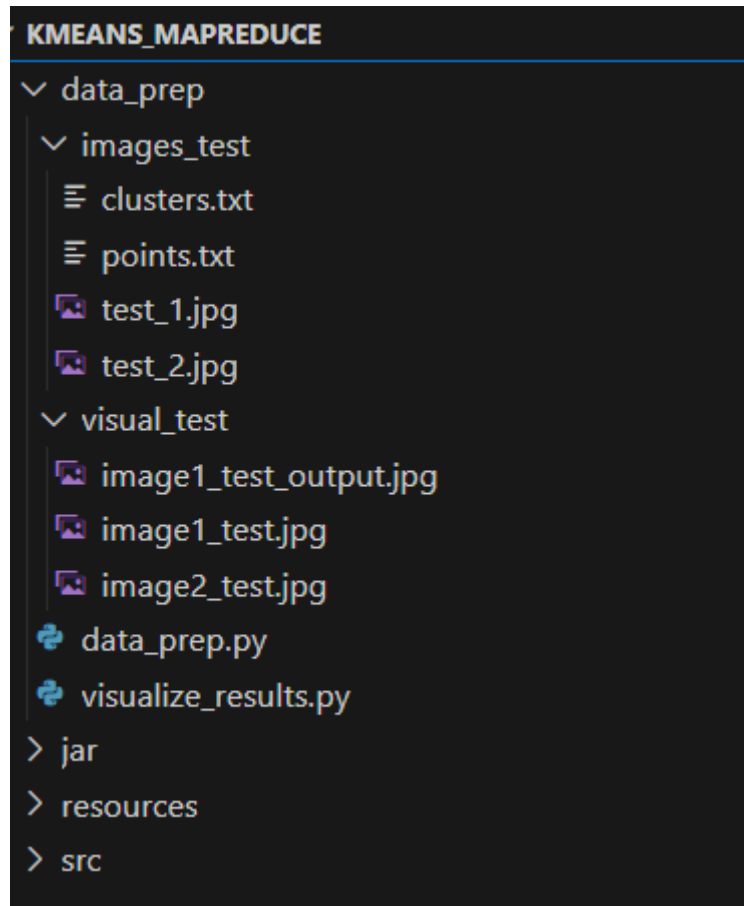 KMEANS_MAPREDUCE
data_prep
images_test
clusters.txt
points.txt
test_1.jpg
test_2.jpg
visual_test
image1_test_output.jpg
image1_test.jpg
image2_test.jpg
data_prep.py
visualize_results.py
jar
resources
src